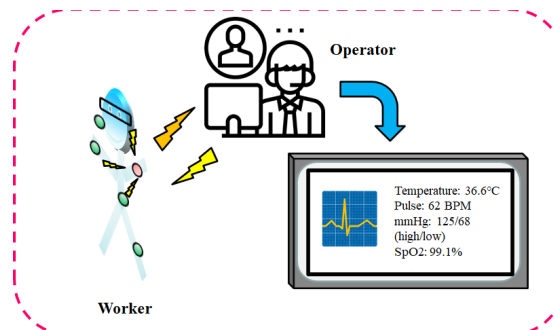 Operator
Temperature: 36.6℃
Pulse: 62 BPM
mmHg: 125/68
(high/low)
SpO2: 99.1%
Worker